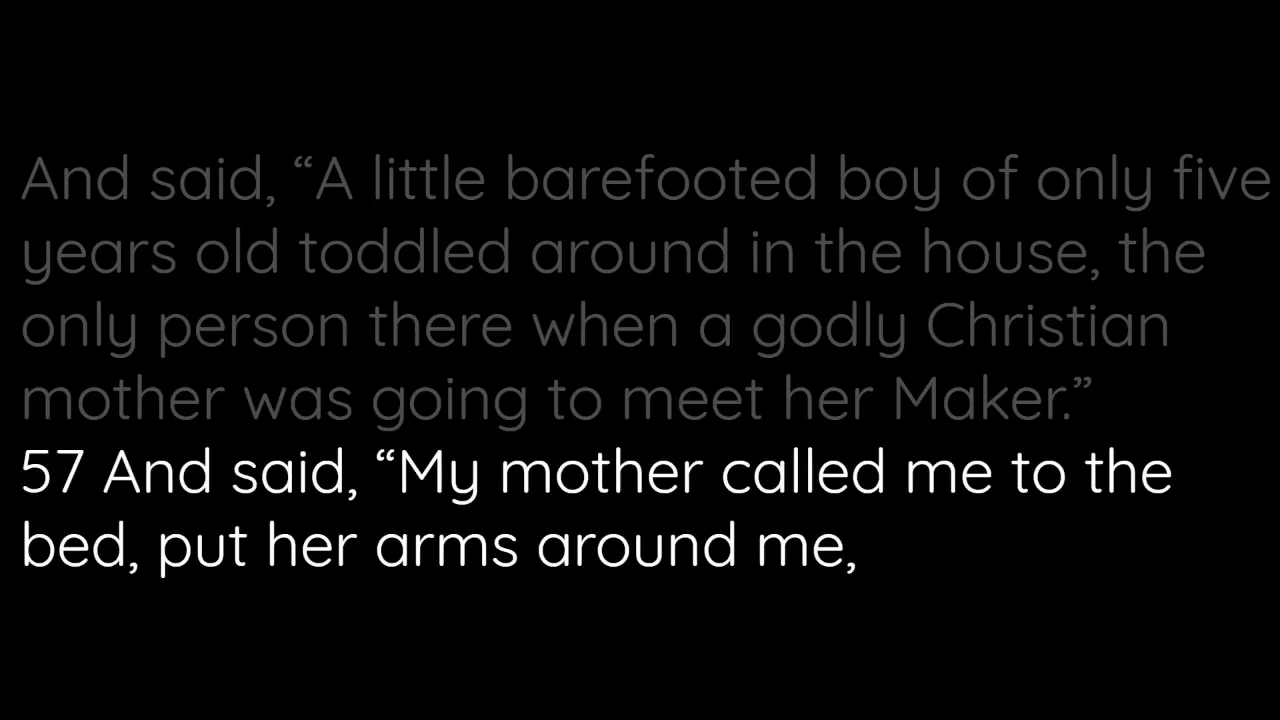 And said, “A little barefooted boy of only five
years old toddled around in the house, the
only person there when a godly Christian
mother was going to meet her Maker.”
57 And said, “My mother called me to the
bed, put her arms around me,